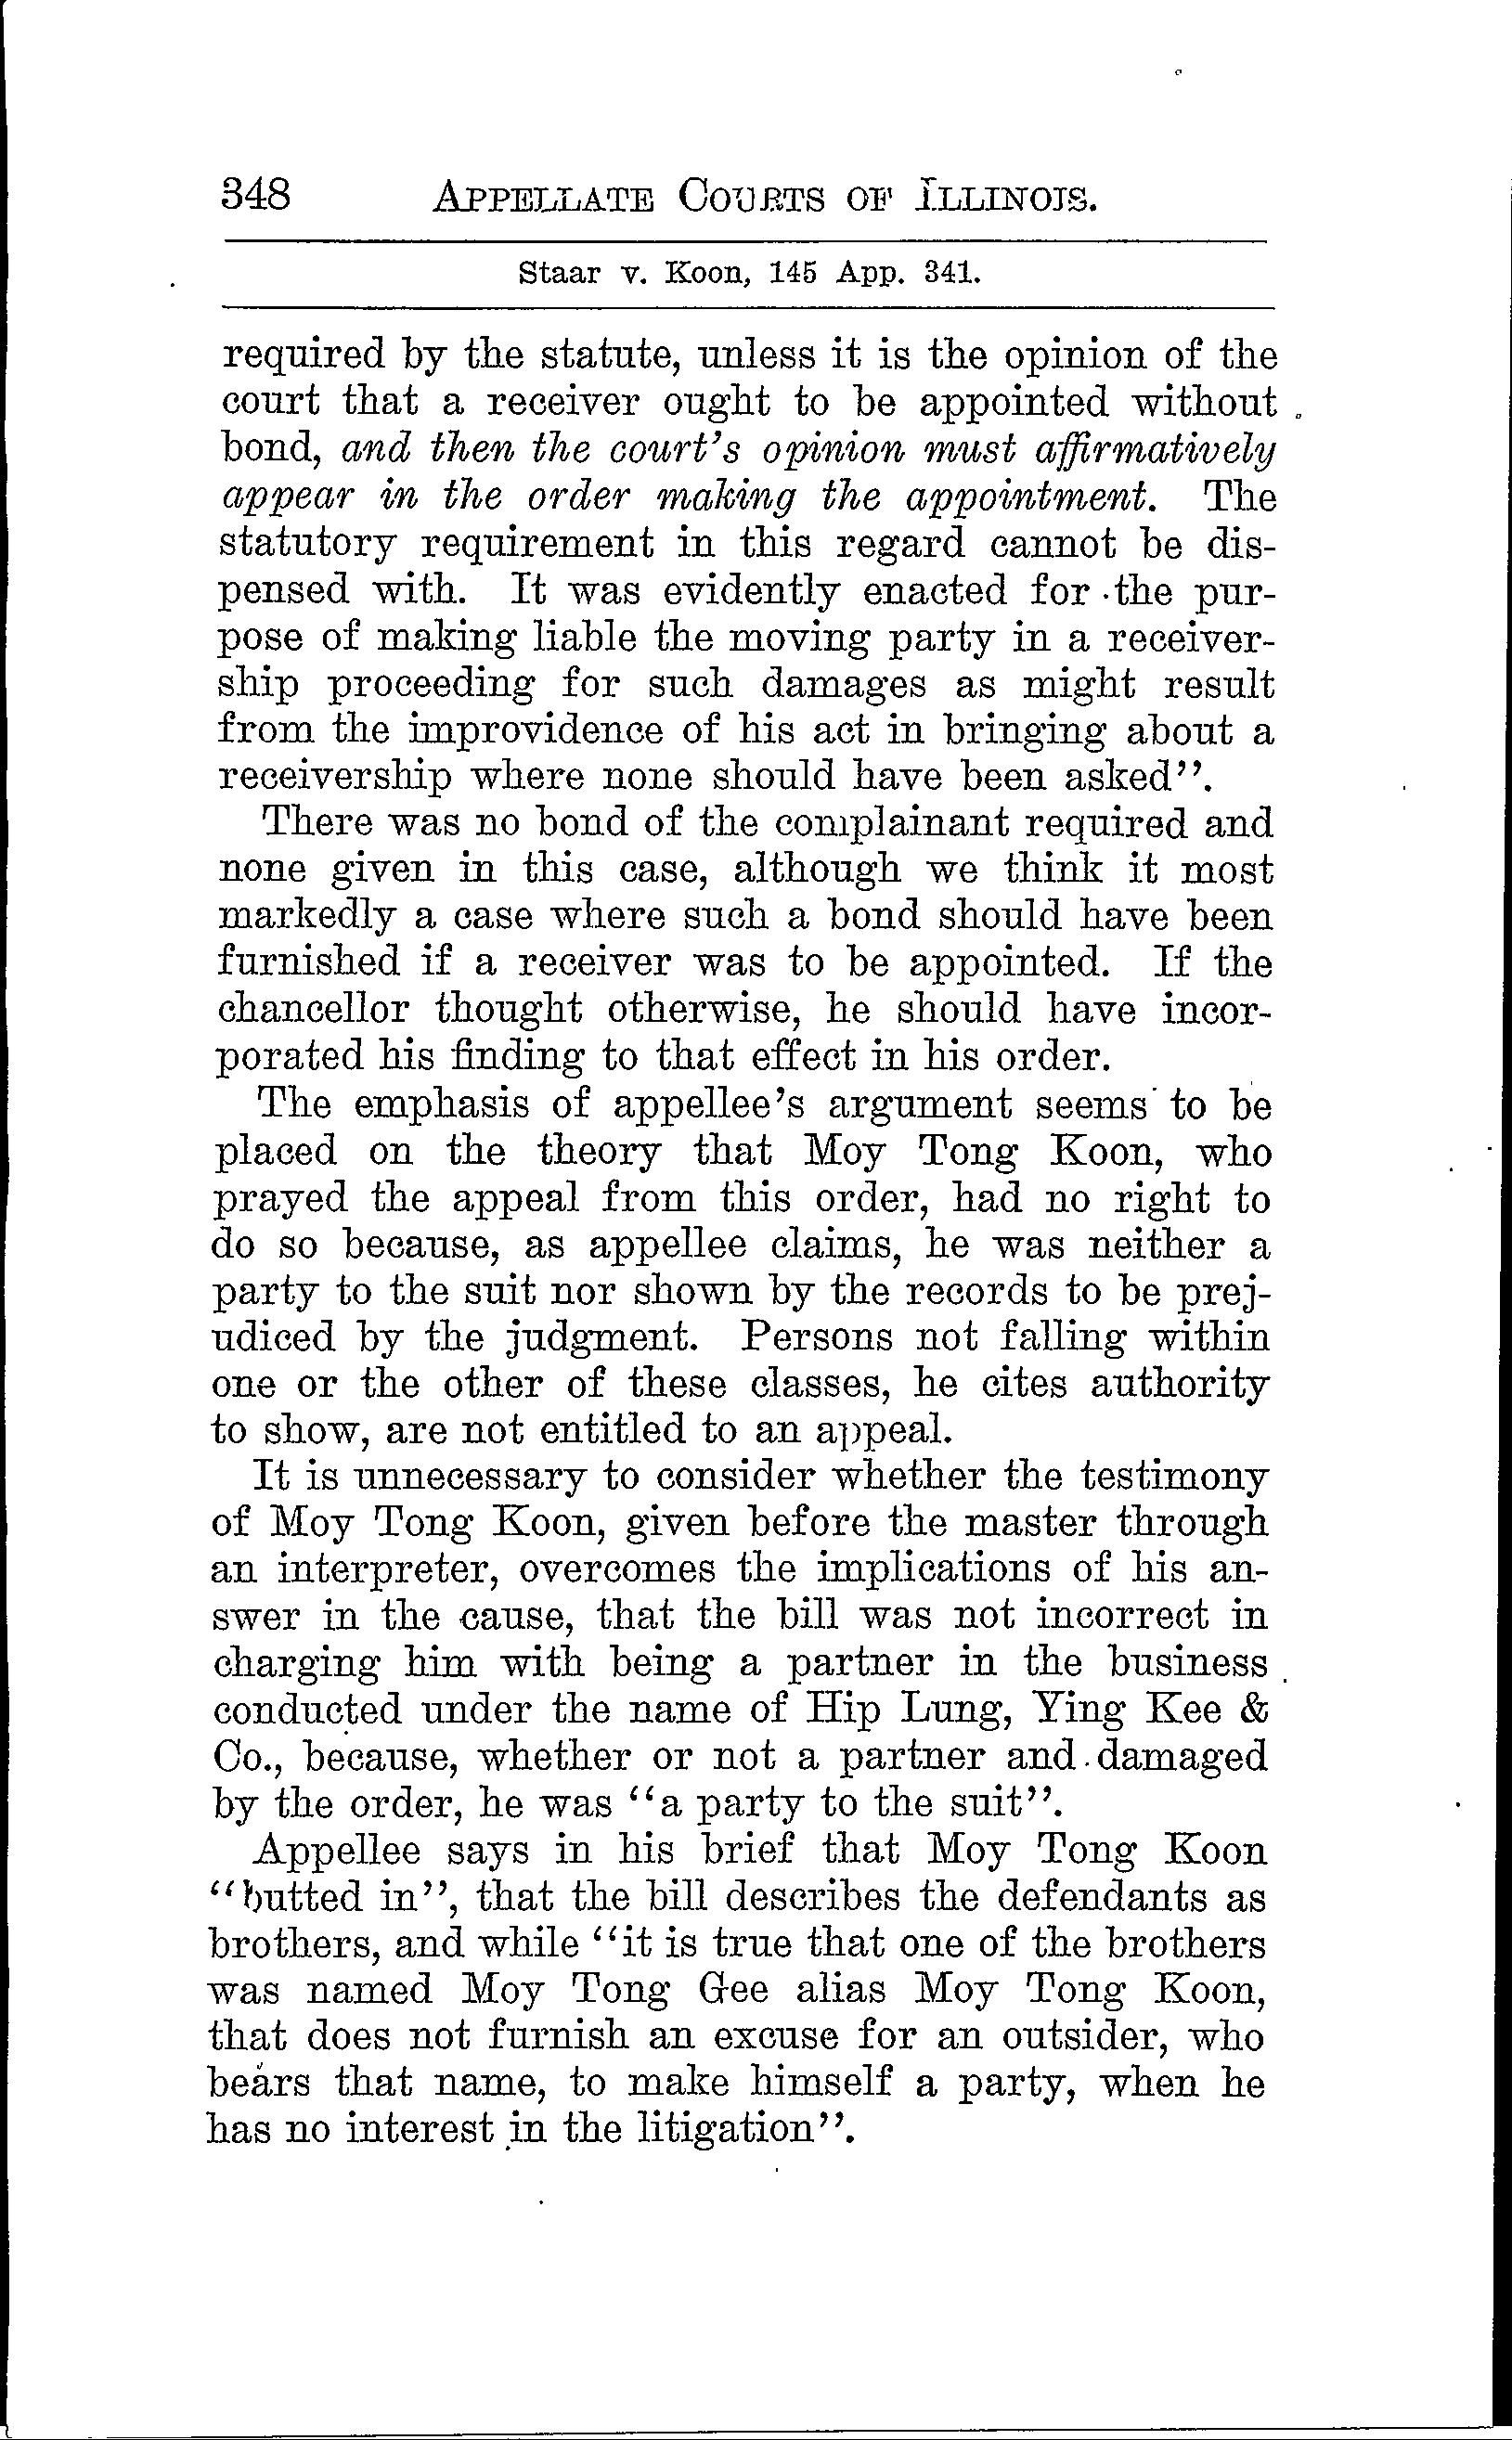 348 APPELLATE COURTS OF ILLINOIS.
Staar v. Koon, 145 App. 341.
required by the statute, unless it is the opinion of the
court that a receiver ought to be appointed without
bond, and then the court's opinion must affirmatively
appear in the order making the appointment. The
statutory requirement in this regard cannot be dis-
pensed with. It was evidently enacted for the pur-
pose of making liable the moving party in a receiver-
ship proceeding for such damages as might result
from the improvidence of his act in bringing about a
receivership where none should have been asked''.
There was no bond of the complainant required and
none given in this case, although we think it most
markedly a case where such a bond should have been
furnished if a receiver was to be appointed. If the
chancellor thought otherwise, he should have incor-
porated his finding to that effect in his order.
The emphasis of appellee's argument seems to be
placed on the theory that Moy Tong Koon, who
prayed the appeal from this order, had no right to
do so because, as appellee claims, he was neither a
party to the suit nor shown by the records to be prej-
udiced by the judgment. Persons not falling within
one or the other of these classes, he cites authority
to show, are not entitled to an appeal.
It is unnecessary to consider whether the testimony
of Moy Tong Koon, given before the master through
an interpreter, overcomes the implications of his an-
swer in the cause, that the bill was not incorrect in
charging him with being a partner in the business
conducted under the name of Hip Lung, Ying Kee &
Co., because, whether or not a partner and damaged
by the order, he was ''a party to the suit''.
Appellee says in his brief that Moy Tong Koon
''butted in'', that the bill describes the defendants as
brothers, and while ''it is true that one of the brothers
was named Moy Tong Gee alias Moy Tong Koon,
that does not furnish an excuse for an outsider, who
bears that name, to make himself a party, when he
has no interest in the litigation''.